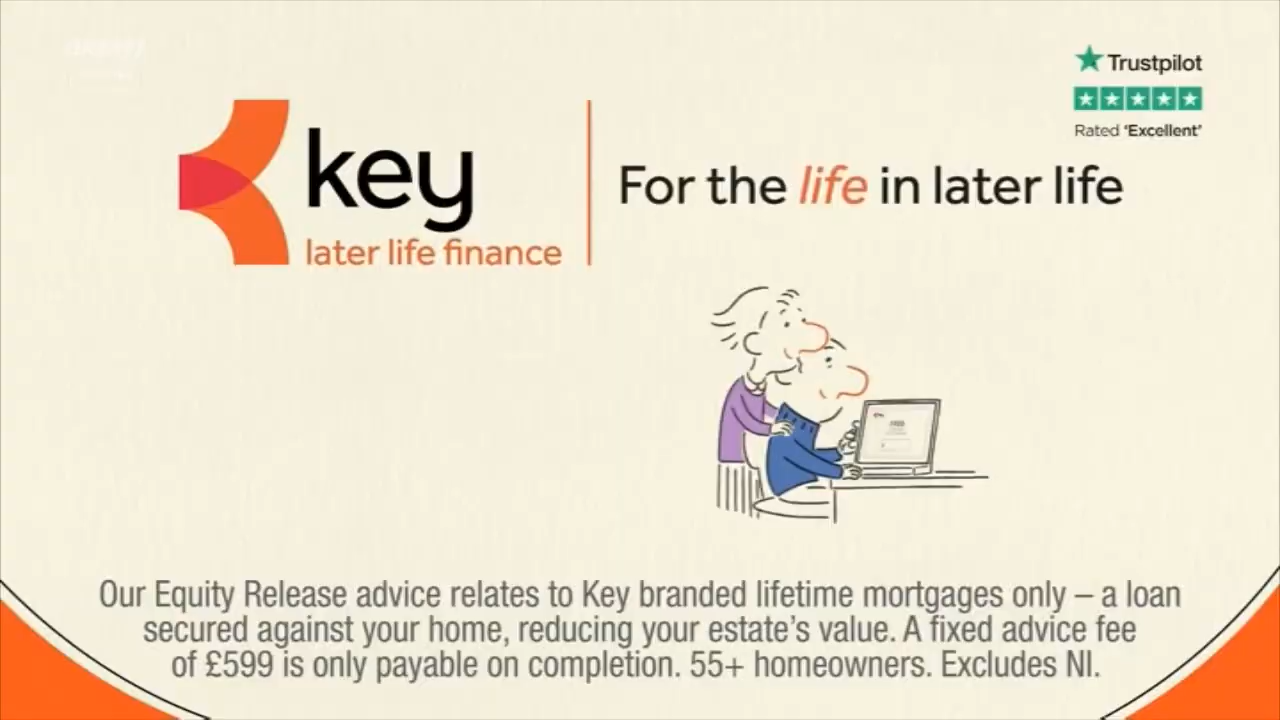 Trustpilot
Rated 'Excellent'
key
later life finance
For the life in later life
FREE
Our Equity Release advice relates to Key branded lifetime mortgages only – a loan
secured against your home, reducing your estate's value. A fixed advice fee
of £599 is only payable on completion. 55+ homeowners. Excludes NI.